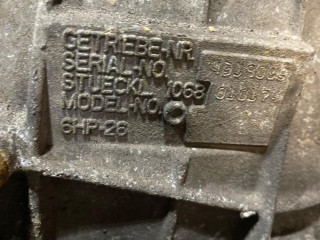 GETRIEBE-NR.
SERIAL-NO.
STUECKL. 1068
MODEL-NO.
6HP-26